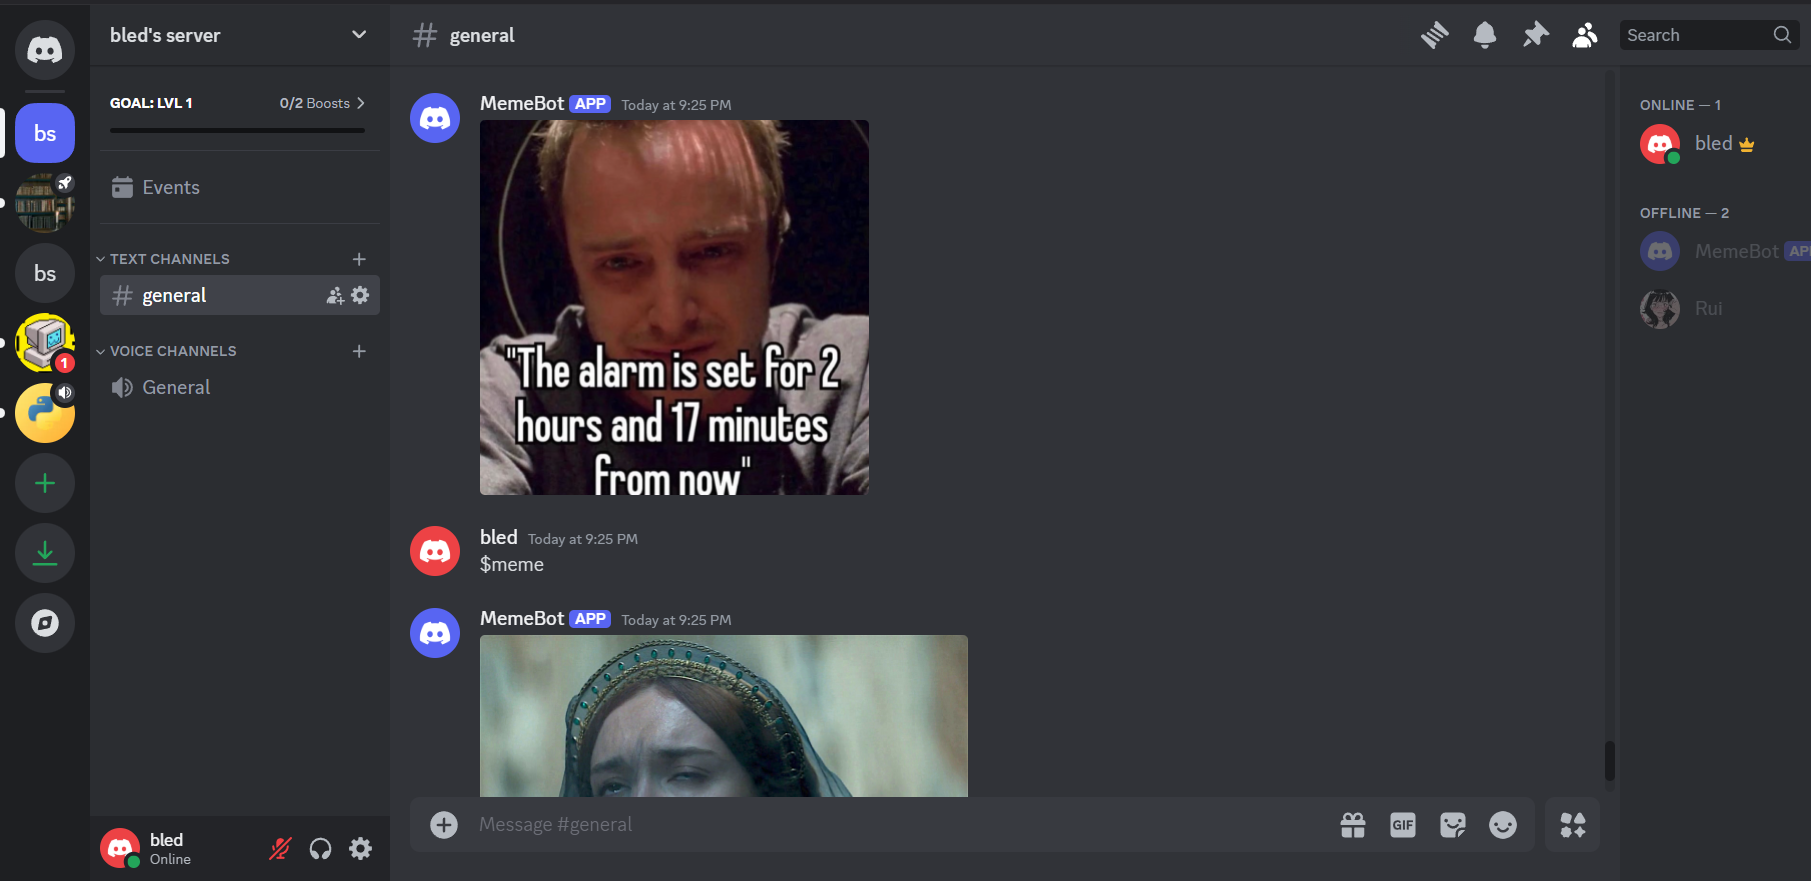 bled's server
general
Search
GOAL: LVL 1
0/2 Boosts
bs
Events
TEXT CHANNELS
general
VOICE CHANNELS
General
bs
1
MemeBot APP Today at 9:25 PM
"The alarm is set for 2
hours and 17 minutes
from now"
bled Today at 9:25 PM
$meme
MemeBot APP Today at 9:25 PM
Message #general
GIF
bled
Online
ONLINE — 1
bled
OFFLINE — 2
MemeBot AP
Rui